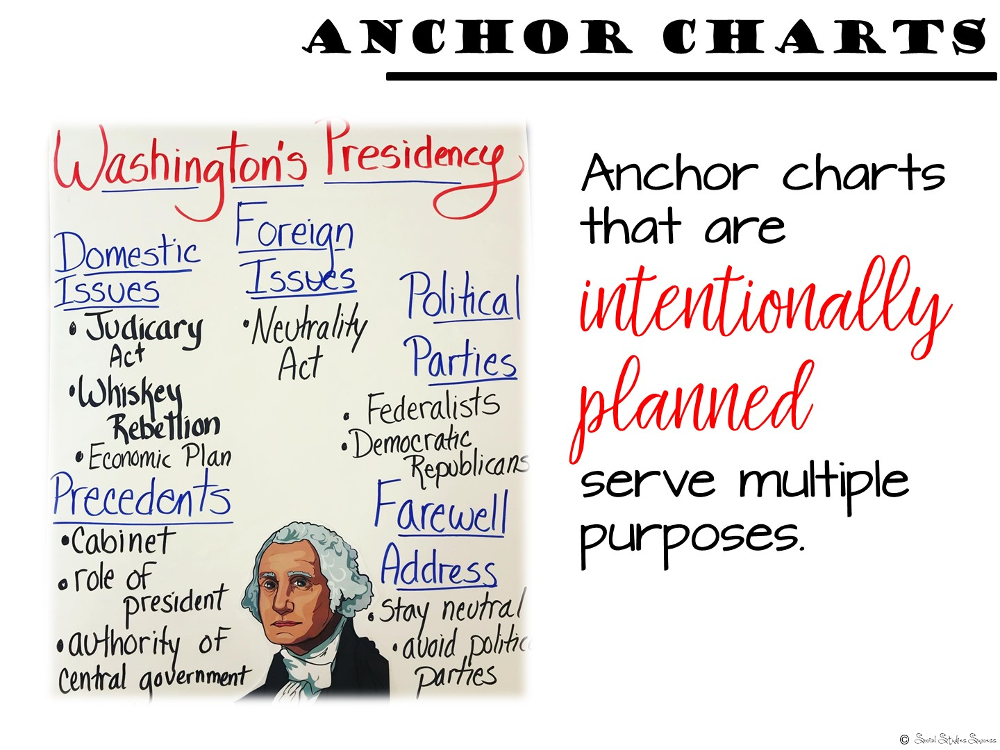 ANCHOR CHARTS
Washington's Presidency
Domestic
Issues
• Judicary
Act
• Whiskey
Rebellion
• Economic Plan
Precedents
• Cabinet
• role of
president
• authority of
central government
Foreign
Issues
• Neutrality
Act
Political
Parties
• Federalists
• Democratic
Republicans
Farewell
Address
• Stay neutral
• avoid politic
parties
Anchor charts
that are
intentionally
planned
serve multiple
purposes.
© Social Studies Success